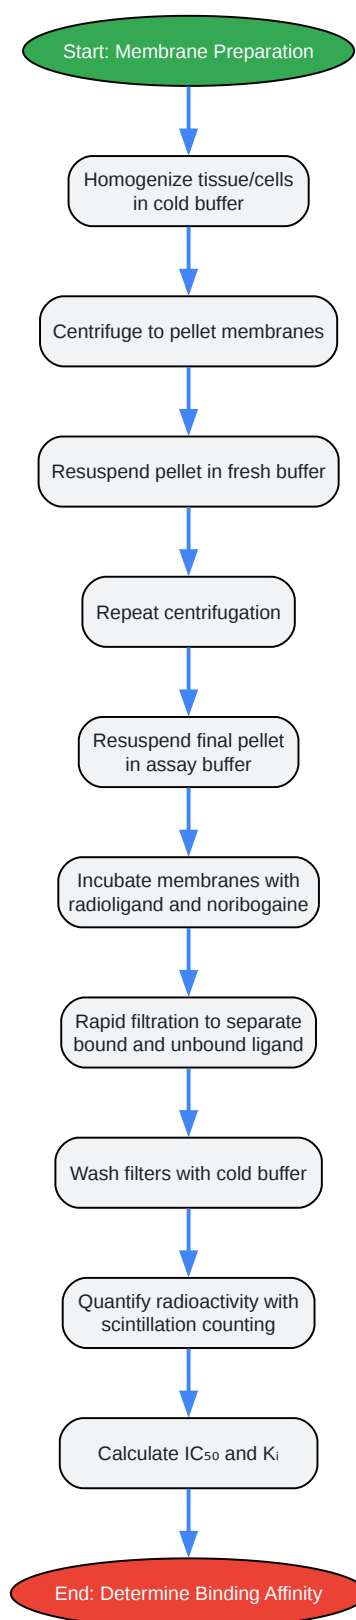 Start: Membrane Preparation
Homogenize tissue/cells
in cold buffer
Centrifuge to pellet membranes
Resuspend pellet in fresh buffer
Repeat centrifugation
Resuspend final pellet
in assay buffer
Incubate membranes with
radioligand and noribogaine
Rapid filtration to separate
bound and unbound ligand
Wash filters with cold buffer
Quantify radioactivity with
scintillation counting
Calculate IC₅₀ and Kᵢ
End: Determine Binding Affinity